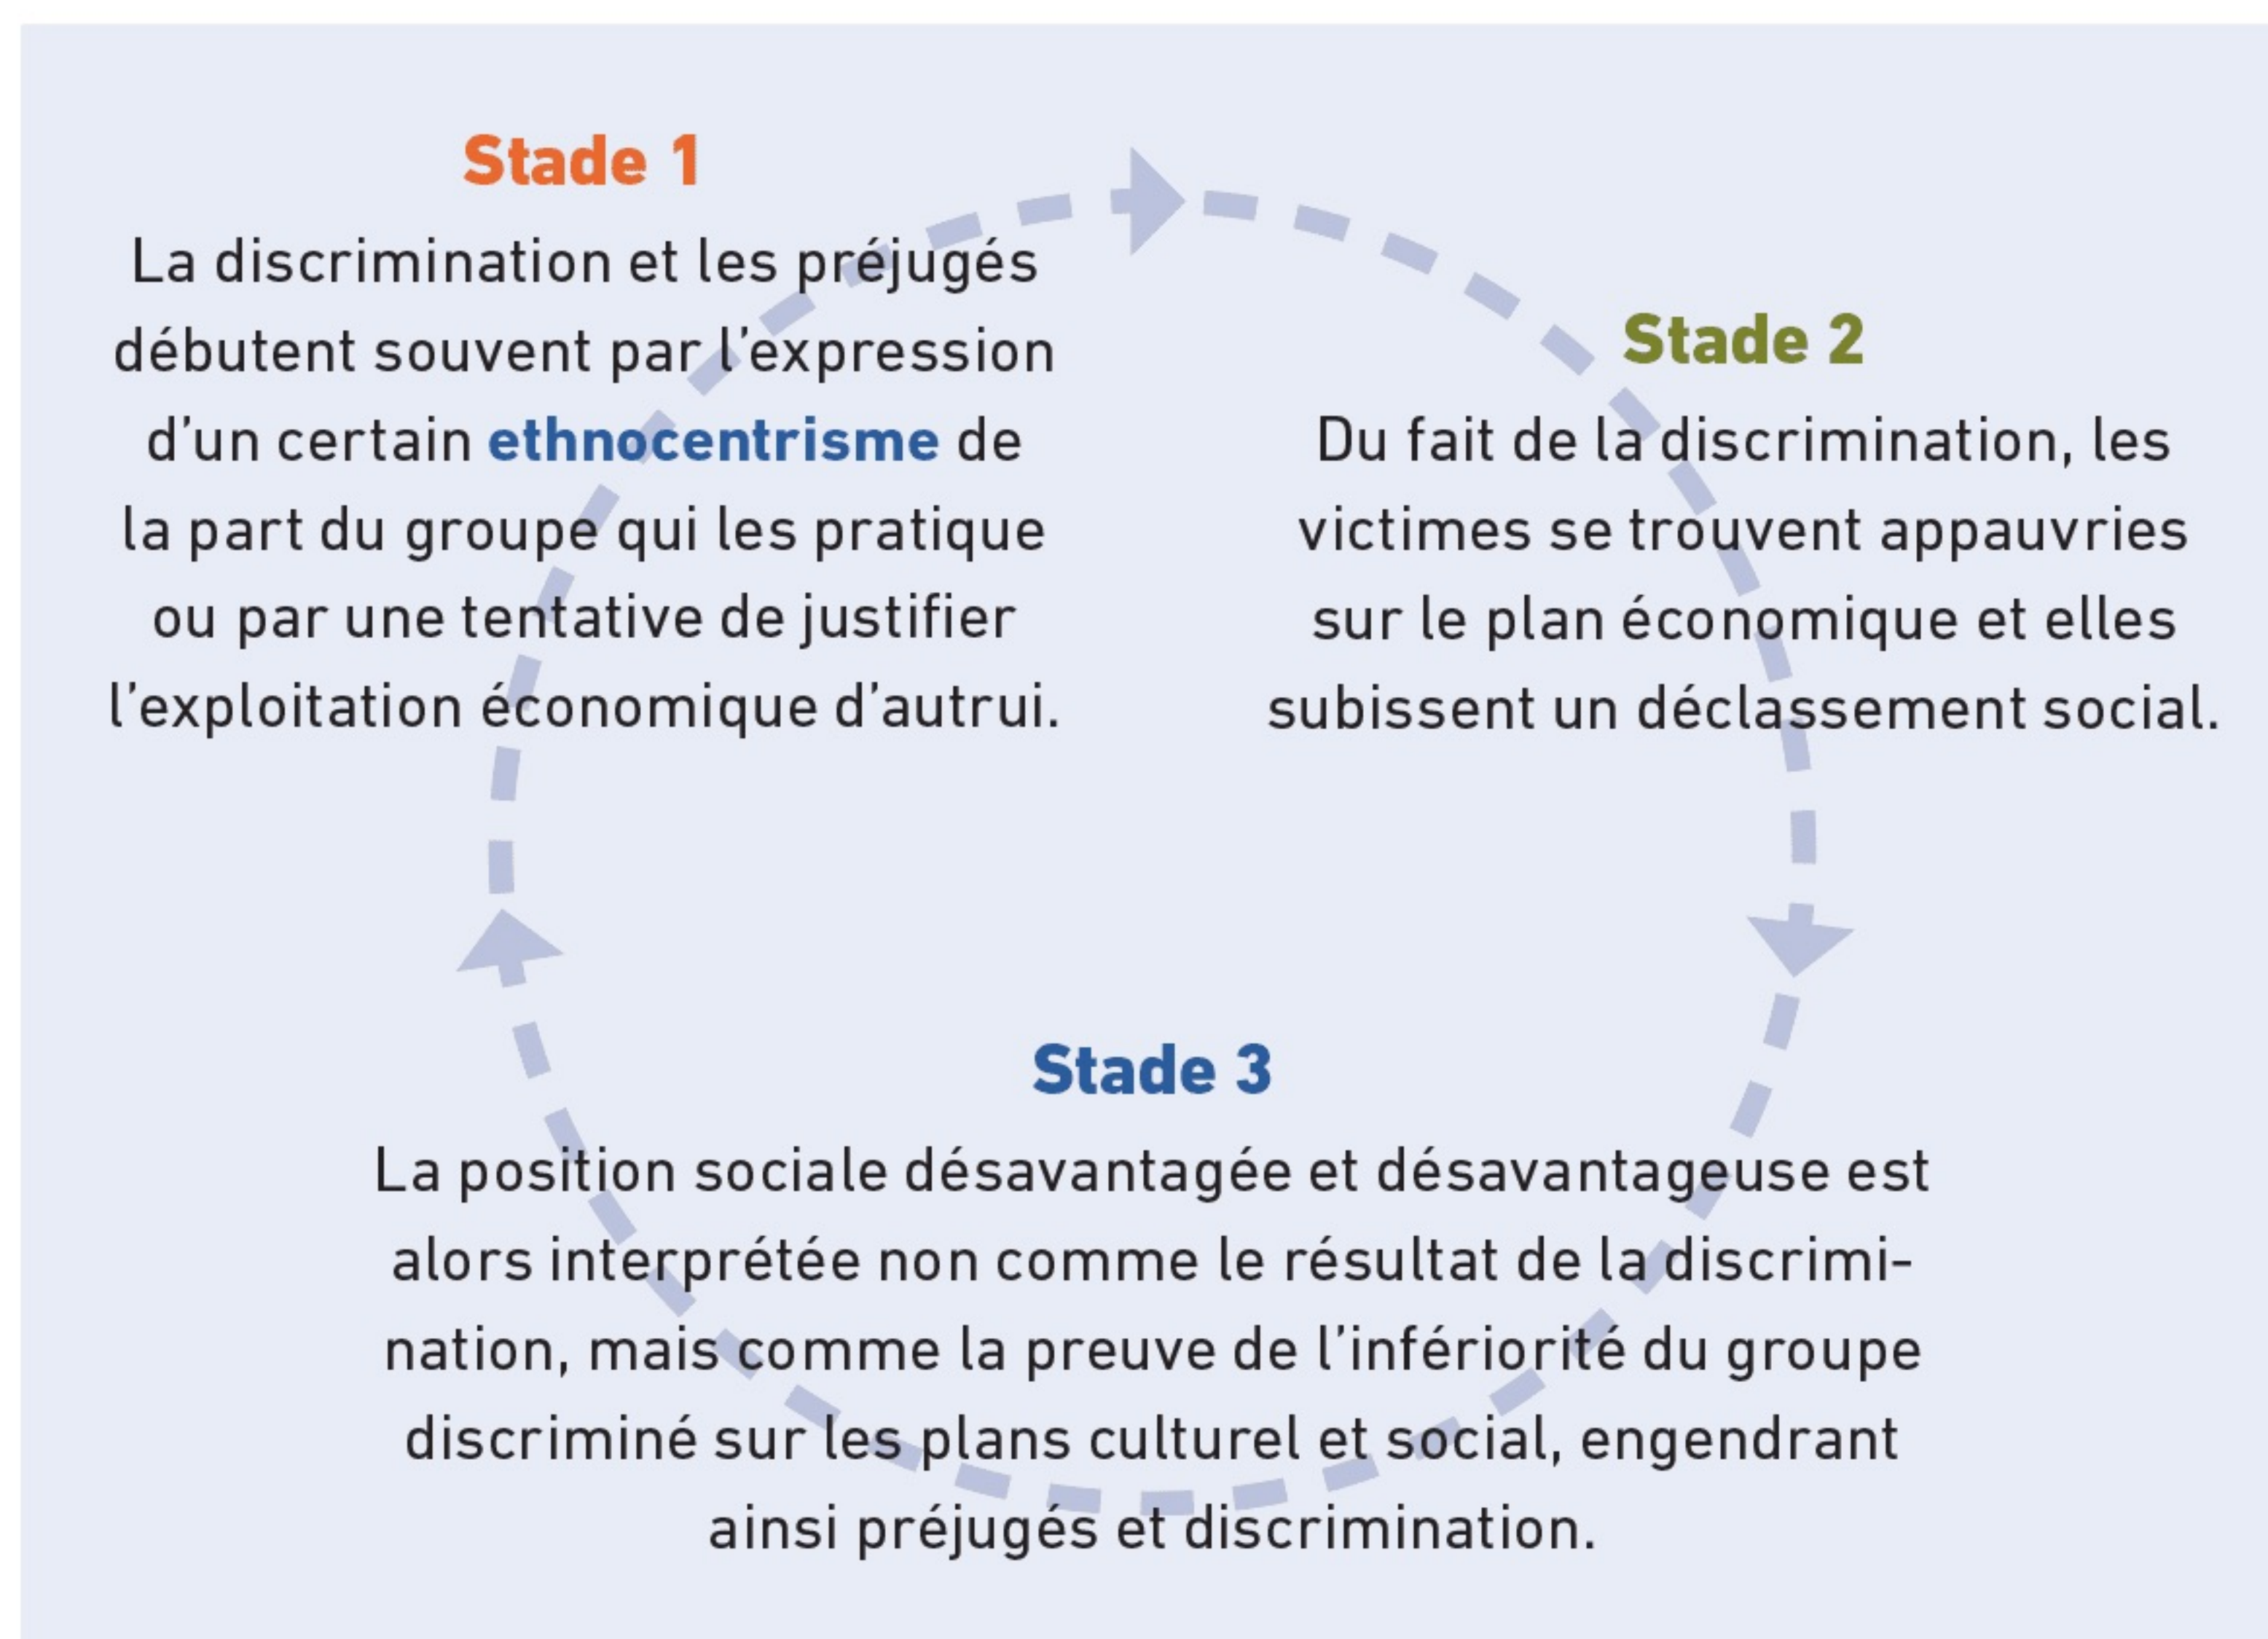 Stade 1
La discrimination et les préjugés
débutent souvent par l'expression
d'un certain ethnocentrisme de
la part du groupe qui les pratique
ou par une tentative de justifier
l'exploitation économique d'autrui.
Stade 2
Du fait de la discrimination, les
victimes se trouvent appauvries
sur le plan économique et elles
subissent un déclassement social.
Stade 3
La position sociale désavantagée et désavantageuse est
alors interprétée non comme le résultat de la discrimi-
nation, mais comme la preuve de l'infériorité du groupe
discriminé sur les plans culturel et social, engendrant
ainsi préjugés et discrimination.